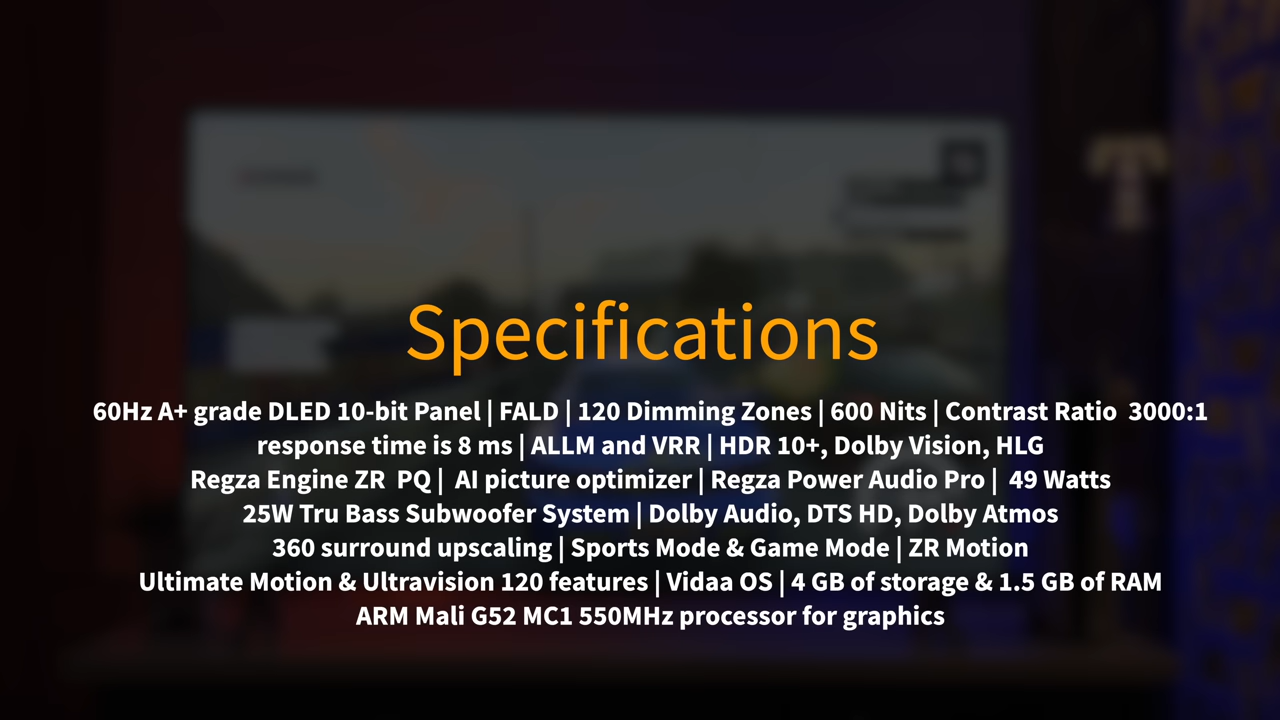 Specifications
60Hz A+ grade DLED 10-bit Panel | FALD | 120 Dimming Zones | 600 Nits | Contrast Ratio  3000:1
response time is 8 ms | ALLM and VRR | HDR 10+, Dolby Vision, HLG
Regza Engine ZR  PQ |  AI picture optimizer | Regza Power Audio Pro |  49 Watts
25W Tru Bass Subwoofer System | Dolby Audio, DTS HD, Dolby Atmos
360 surround upscaling | Sports Mode & Game Mode | ZR Motion
Ultimate Motion & Ultravision 120 features | Vidaa OS | 4 GB of storage & 1.5 GB of RAM
ARM Mali G52 MC1 550MHz processor for graphics